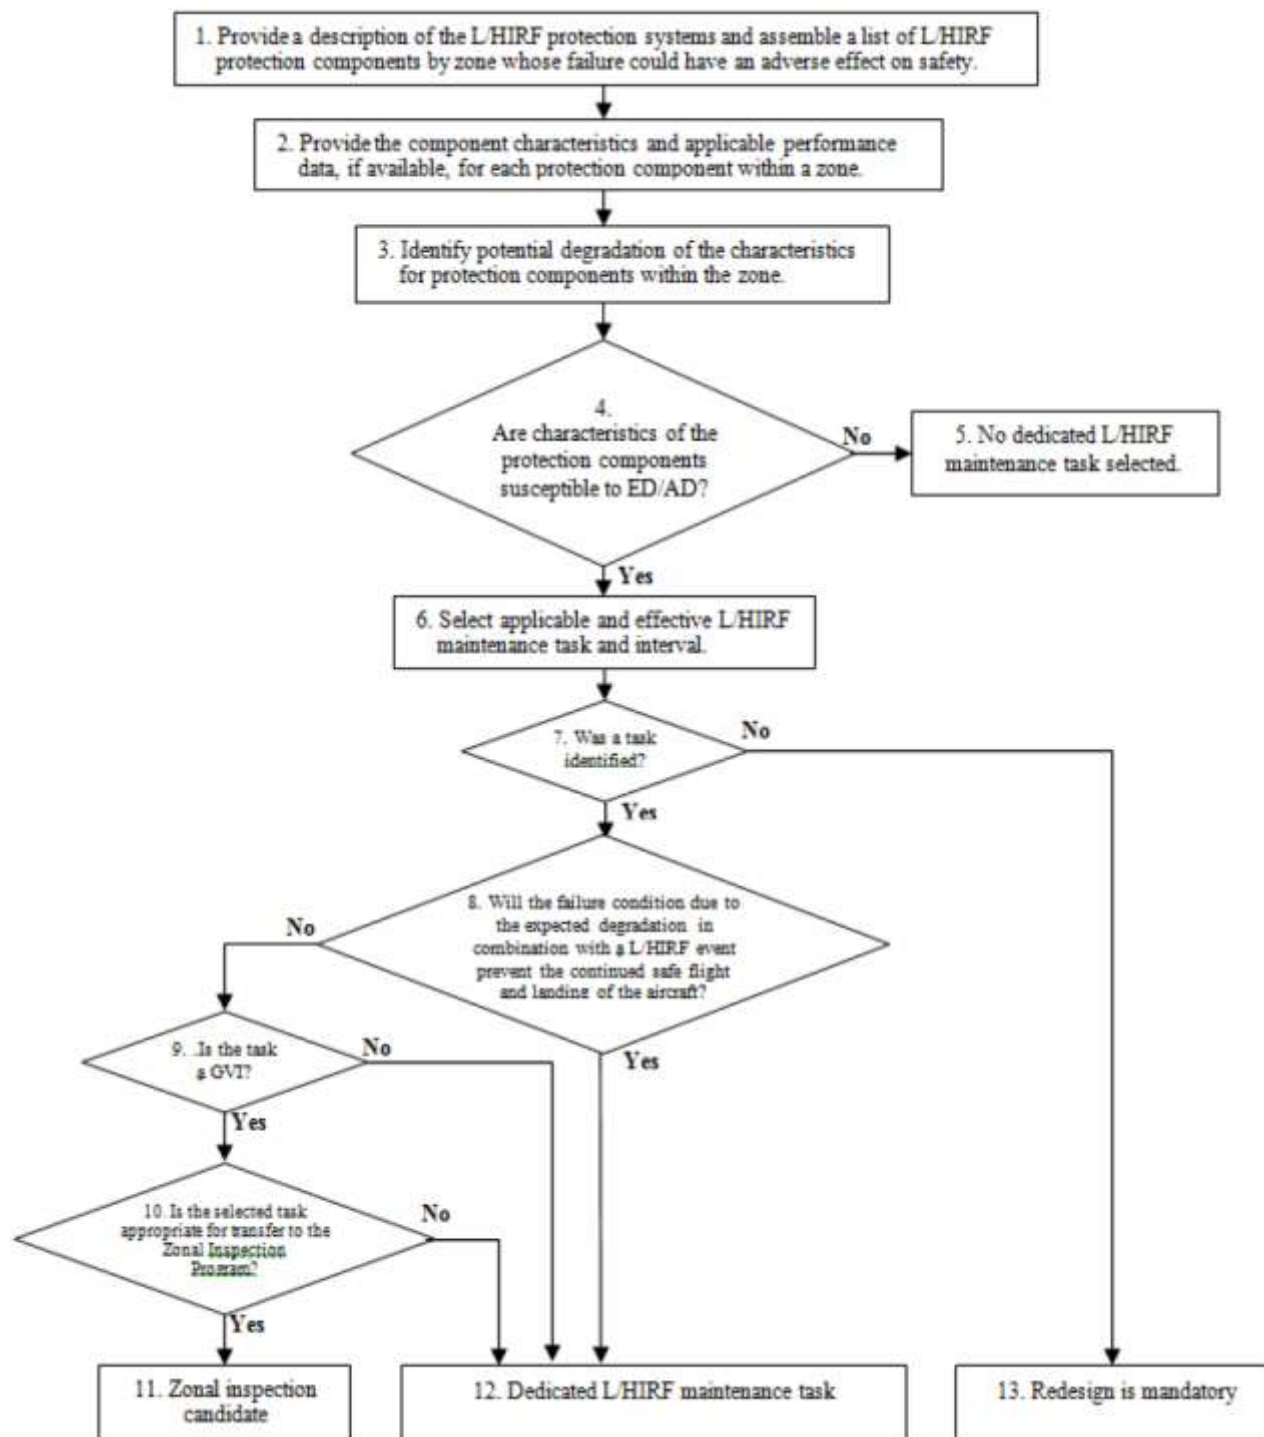 1. Provide a description of the L/HIRF protection systems and assemble a list of L/HIRF
protection components by zone whose failure could have an adverse effect on safety.
2. Provide the component characteristics and applicable performance
data, if available, for each protection component within a zone.
3. Identify potential degradation of the characteristics
for protection components within the zone.
4.
Are characteristics of the
protection components
susceptible to ED/AD?
No
5. No dedicated L/HIRF
maintenance task selected.
Yes
6. Select applicable and effective L/HIRF
maintenance task and interval.
7. Was a task
identified?
No
Yes
8. Will the failure condition due to
the expected degradation in
combination with a L/HIRF event
prevent the continued safe flight
and landing of the aircraft?
No
Yes
9. .Is the task
a GVI?
No
Yes
10. Is the selected task
appropriate for transfer to the
Zonal Inspection
Program?
No
Yes
11. Zonal inspection
candidate
12. Dedicated L/HIRF maintenance task
13. Redesign is mandatory